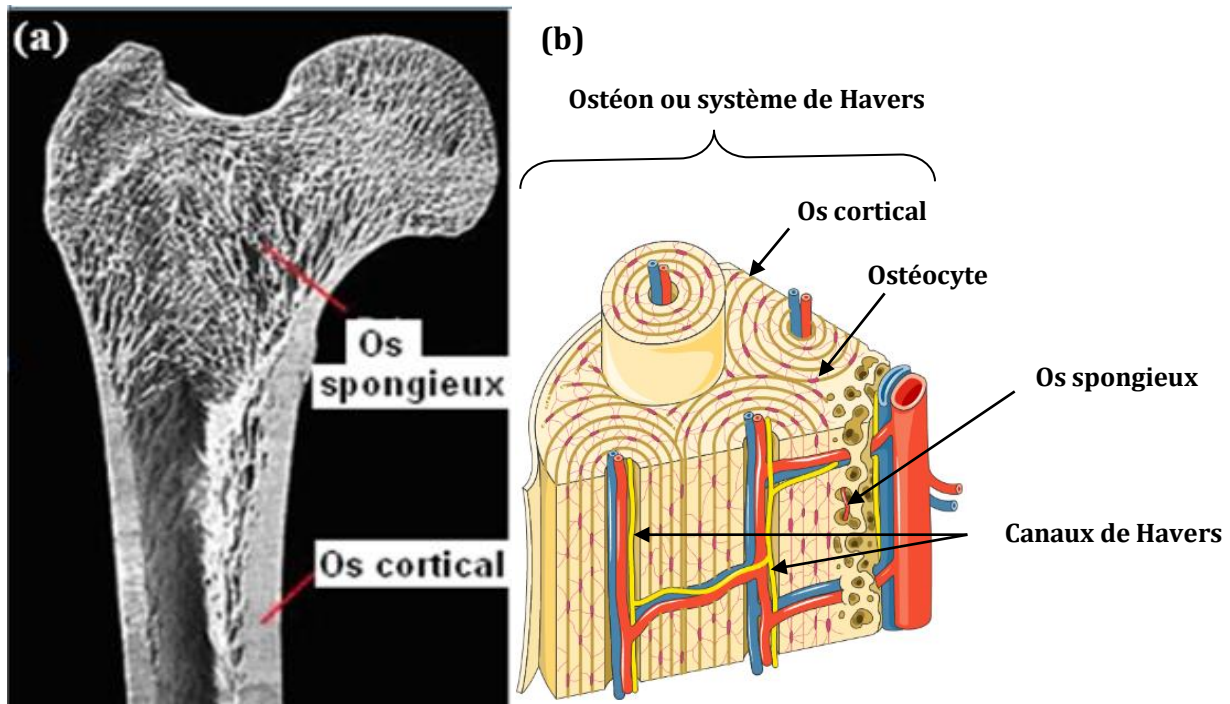 (a)
Os
spongieux
Os cortical
(b)
Ostéon ou système de Havers
Os cortical
Ostéocyte
Os spongieux
Canaux de Havers